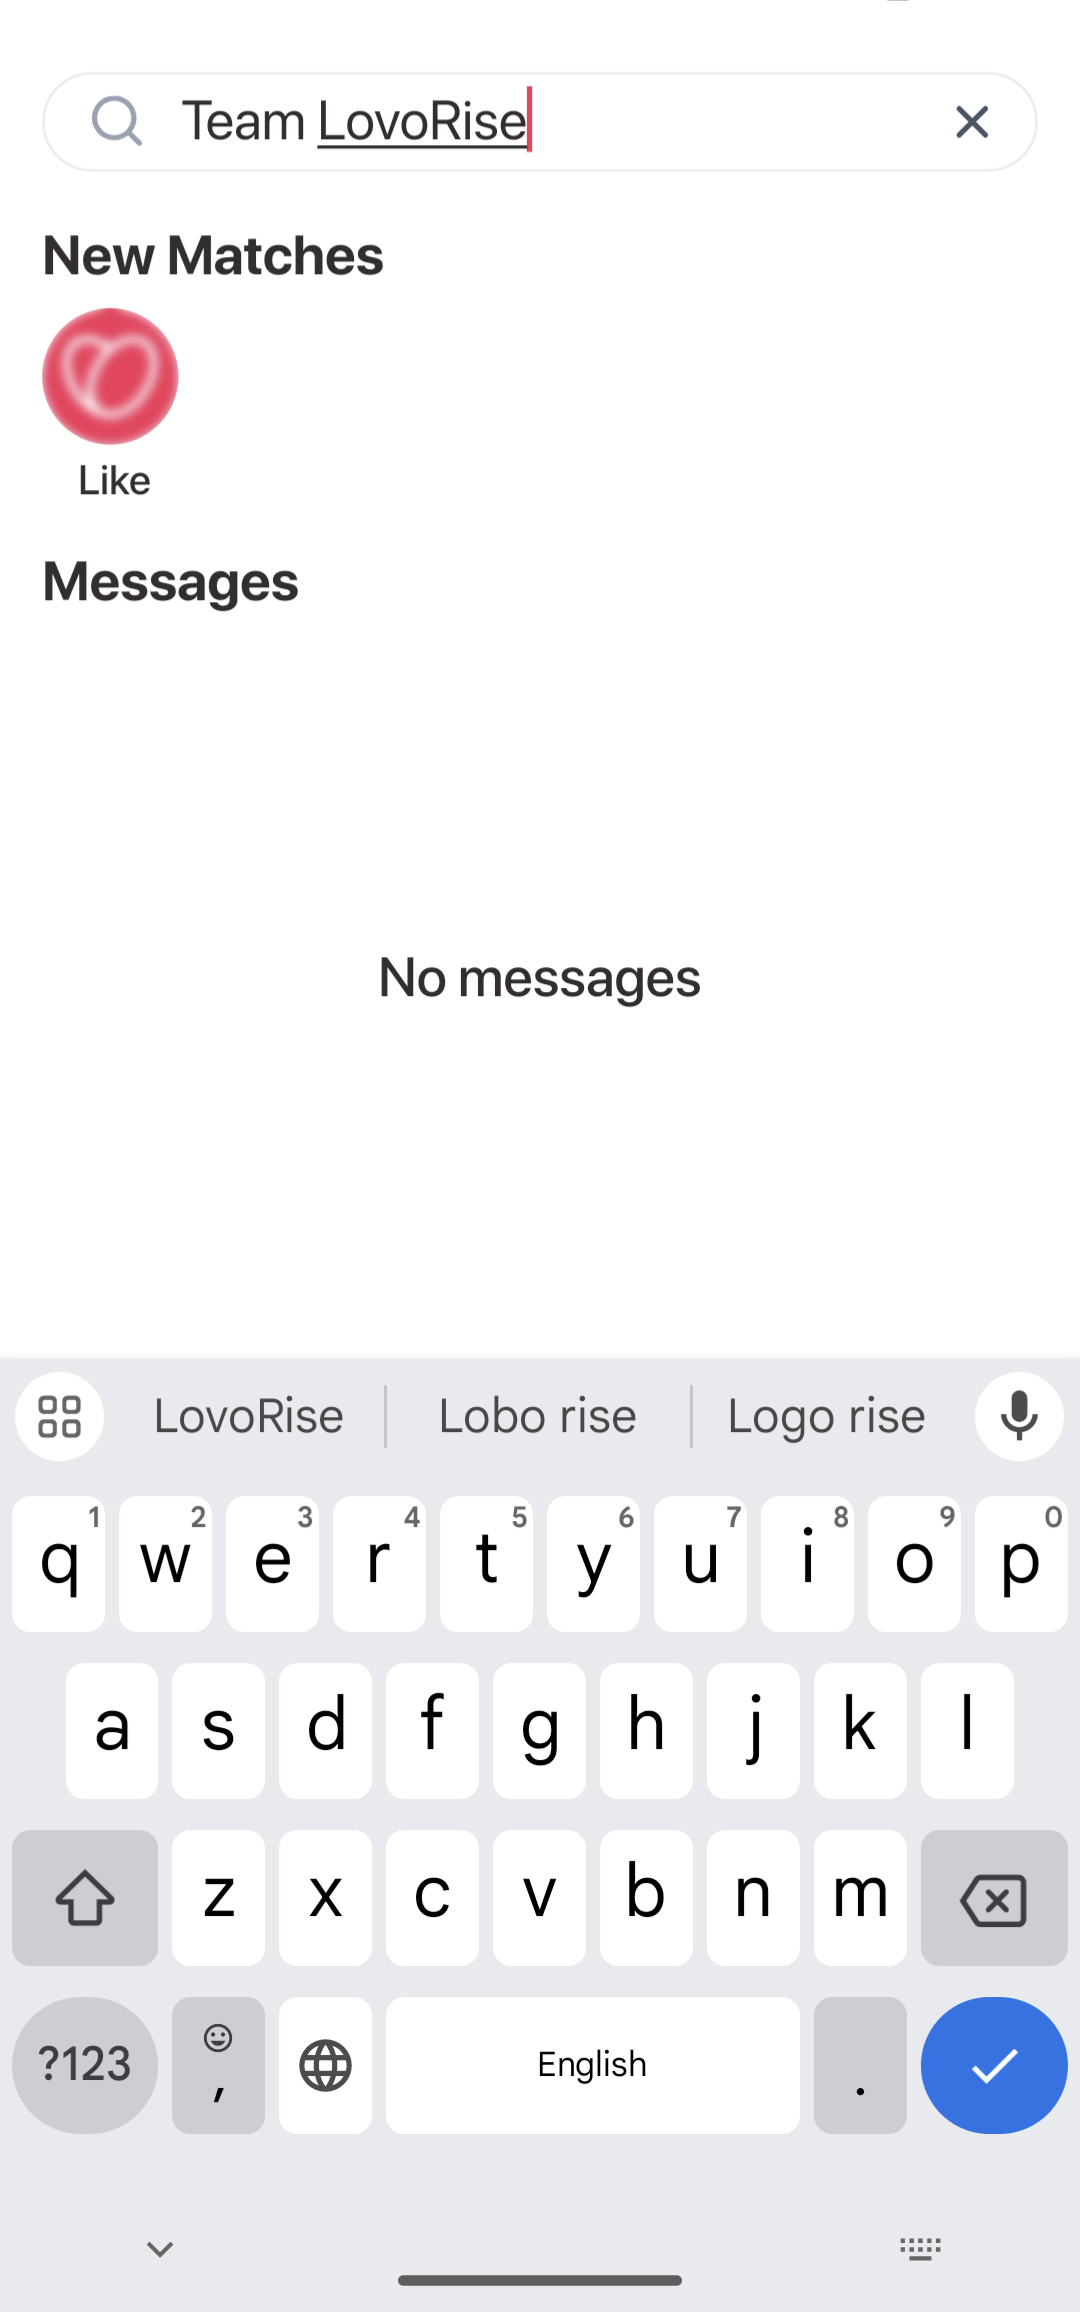 Team LovoRise
New Matches
Like
Messages
No messages
LovoRise Lobo rise Logo rise
q 1 w 2 e 3 r 4 t 5 y 6 u 7 i 8 o 9 p 0
a s d f g h j k l
z x c v b n m
?123 , English .